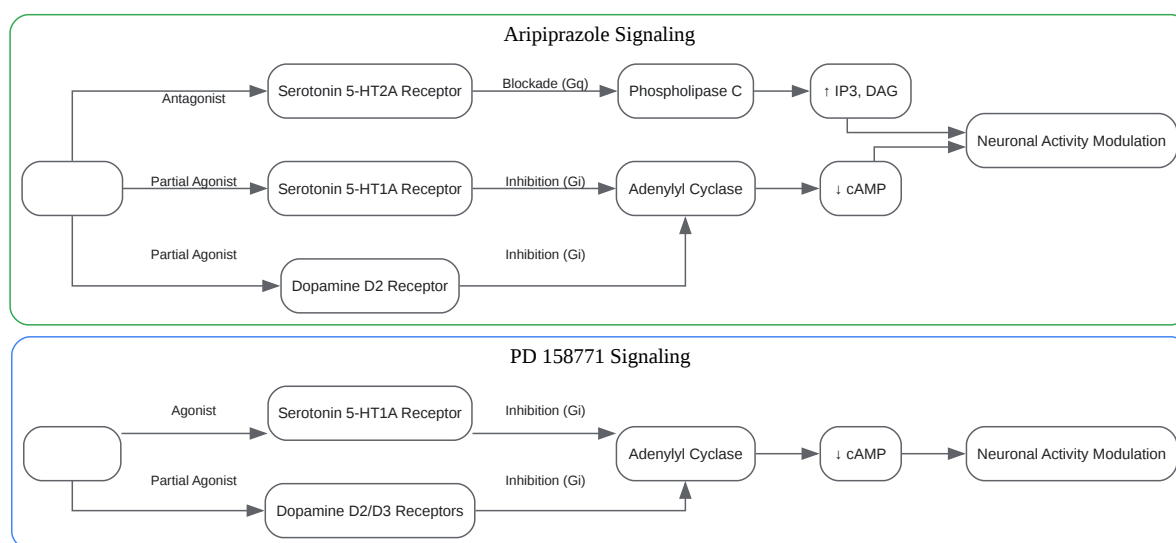 Aripiprazole Signaling
Antagonist
Serotonin 5-HT2A Receptor
Blockade (Gq)
Phospholipase C
↑ IP3, DAG
Neuronal Activity Modulation
Partial Agonist
Serotonin 5-HT1A Receptor
Inhibition (Gi)
Adenylyl Cyclase
↓ cAMP
Partial Agonist
Dopamine D2 Receptor
Inhibition (Gi)
PD 158771 Signaling
Agonist
Serotonin 5-HT1A Receptor
Inhibition (Gi)
Adenylyl Cyclase
↓ cAMP
Neuronal Activity Modulation
Partial Agonist
Dopamine D2/D3 Receptors
Inhibition (Gi)